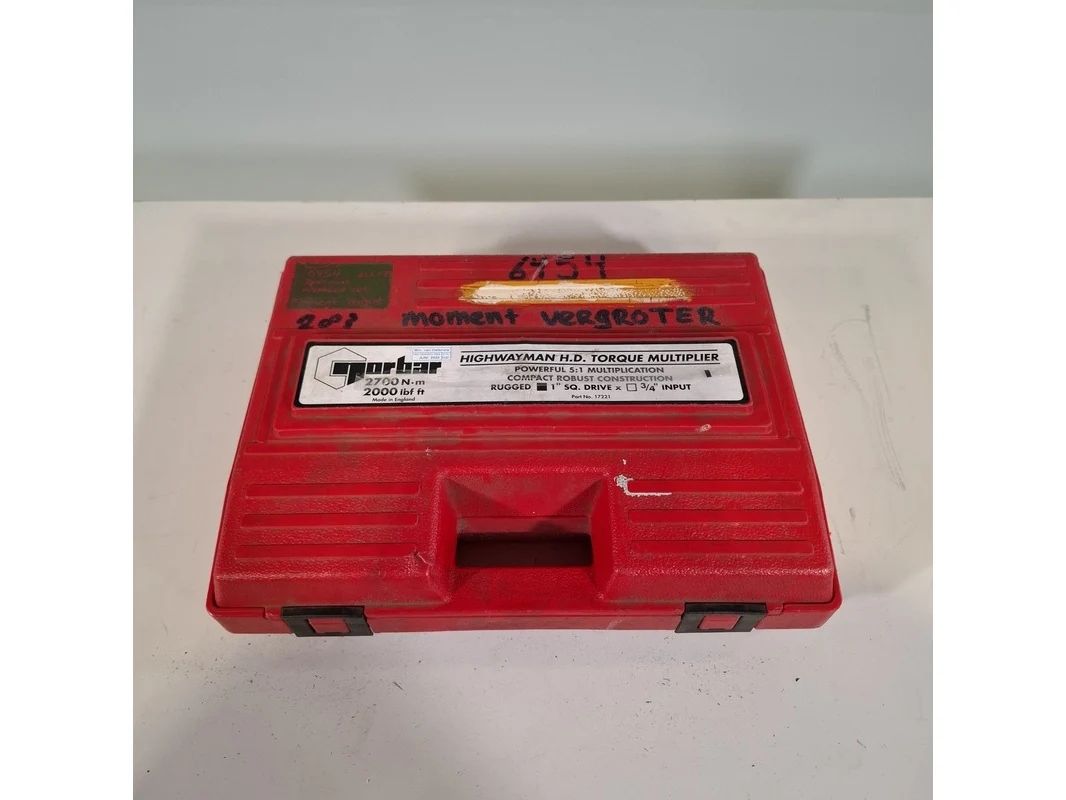 6454
moment vergroter
norbar
2700 N·m
2000 lbf ft
Made in England
HIGHWAYMAN H.D. TORQUE MULTIPLIER
POWERFUL 5:1 MULTIPLICATION
COMPACT ROBUST CONSTRUCTION
RUGGED 1" SQ. DRIVE x 3/4" INPUT
Part No. 17221